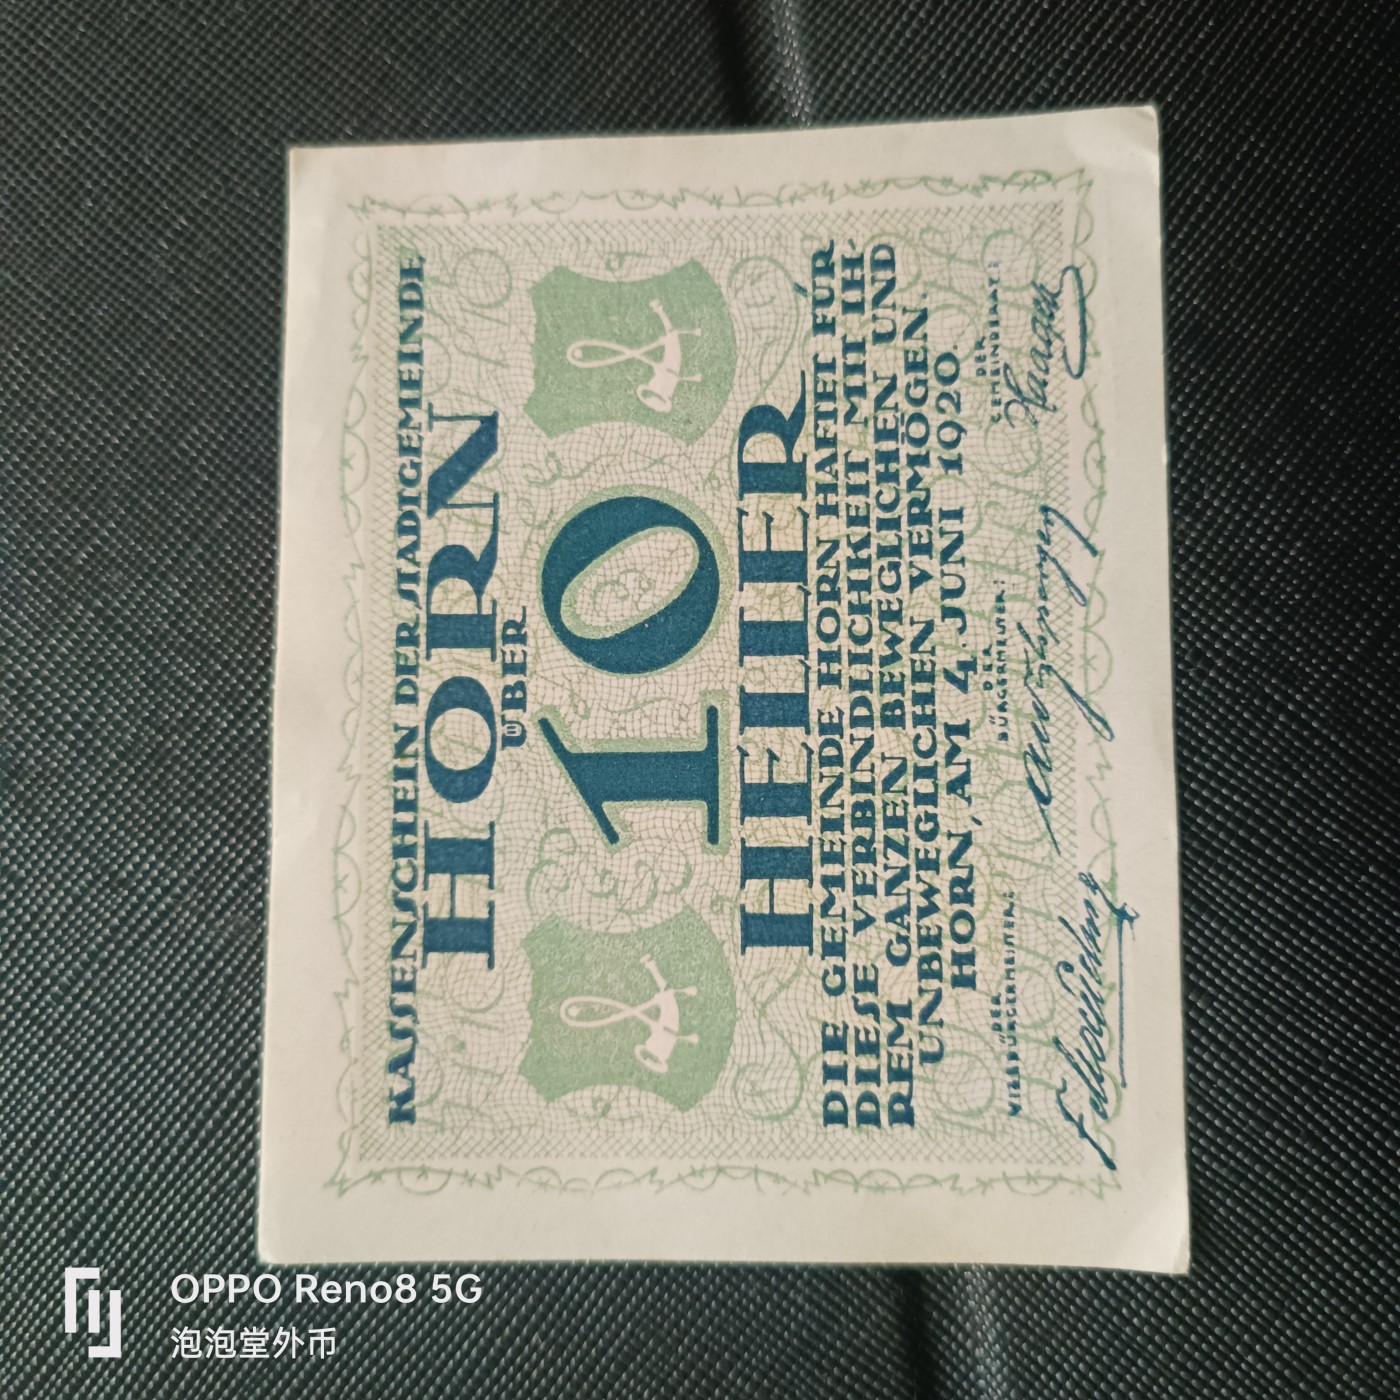 KASSENSCHEIN DER STADTGEMEINDE
HORN
ÜBER
10
HELLER
DIE GEMEINDE HORN HAFTET FÜR
DIESE VERBINDLICHKEIT MIT IH-
REM GANZEN BEWEGLICHEN UND
UNBEWEGLICHEN VERMÖGEN.
HORN, AM 4. JUNI 1920.
DER
VIZEBÜRGERMEISTER:
DER
BÜRGERMEISTER:
DER
GEMEINDERAT:
OPPO Reno8 5G
泡泡堂外币